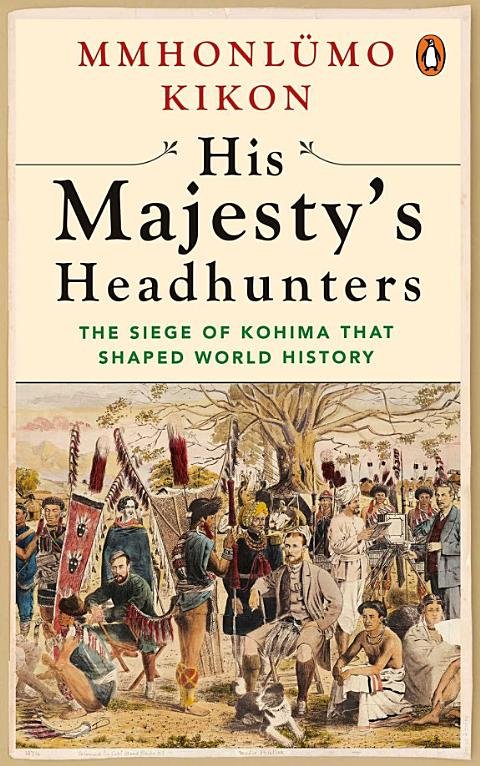 MMHONLÜMO
KIKON
His
Majesty's
Headhunters
THE SIEGE OF KOHIMA THAT
SHAPED WORLD HISTORY